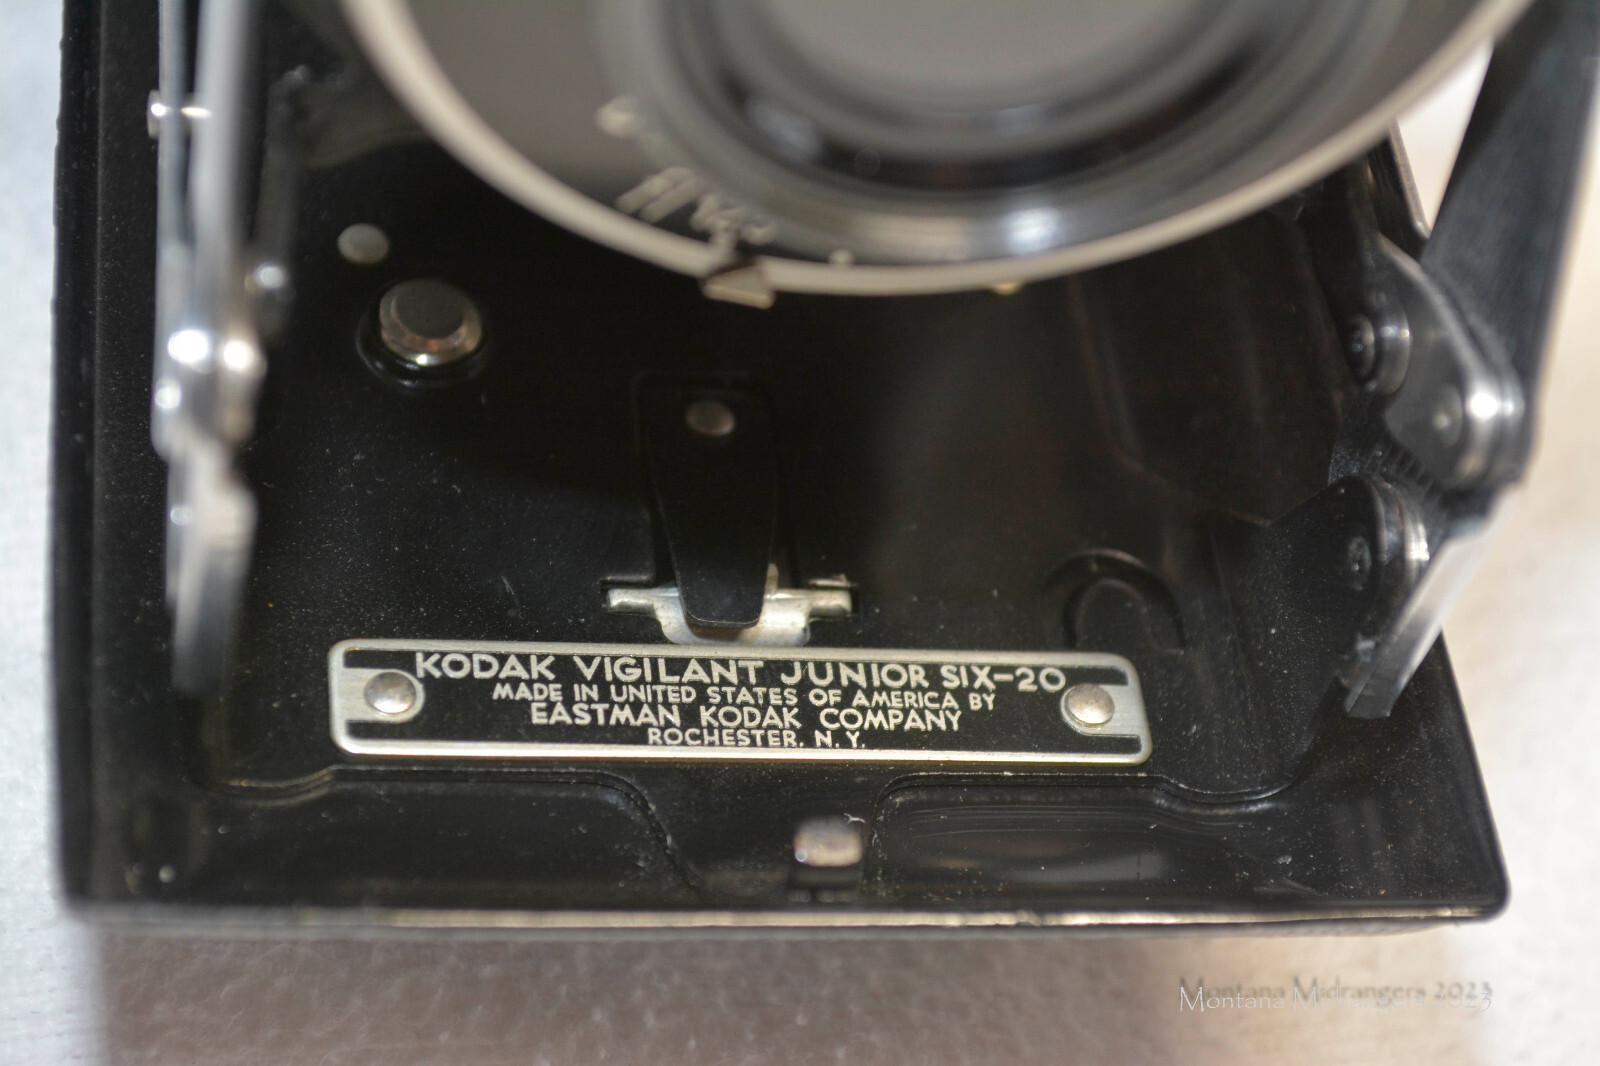 KODAK VIGILANT JUNIOR SIX-20
MADE IN UNITED STATES OF AMERICA BY
EASTMAN KODAK COMPANY
ROCHESTER, N.Y.
Montana Midrangers 2023